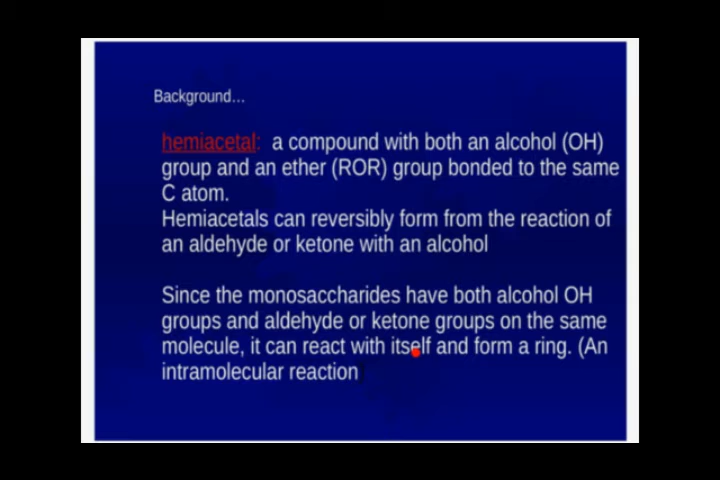 Background...
hemiacetal: a compound with both an alcohol (OH)
group and an ether (ROR) group bonded to the same
C atom.
Hemiacetals can reversibly form from the reaction of
an aldehyde or ketone with an alcohol
Since the monosaccharides have both alcohol OH
groups and aldehyde or ketone groups on the same
molecule, it can react with itself and form a ring. (An
intramolecular reaction